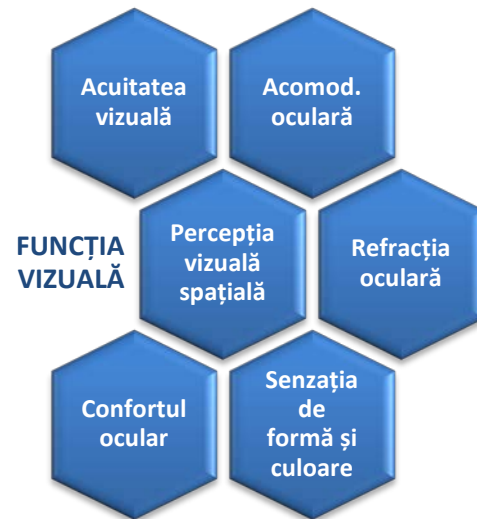 Acuitatea
vizuală
Acomod.
oculară
FUNCȚIA
VIZUALĂ
Percepția
vizuală
spațială
Refracția
oculară
Confortul
ocular
Senzația
de
formă și
culoare